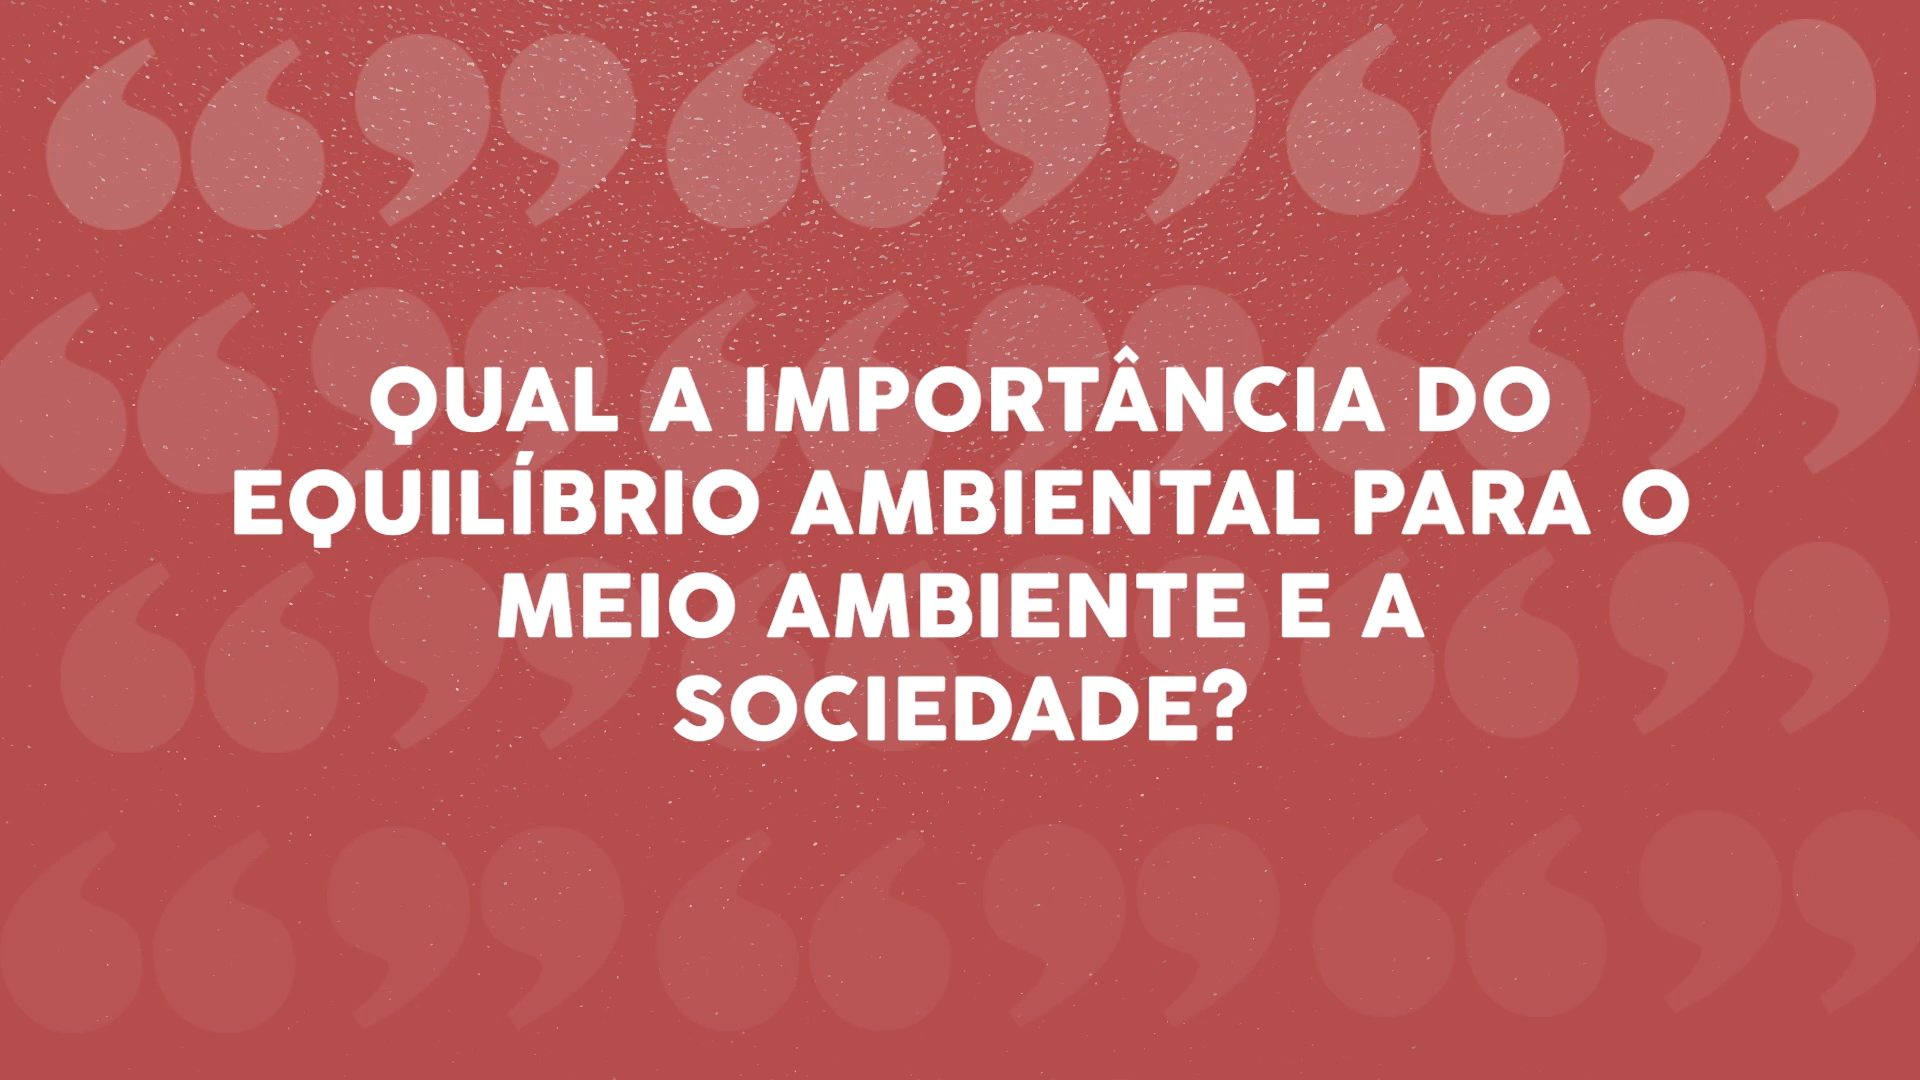 QUAL A IMPORTÂNCIA DO
EQUILÍBRIO AMBIENTAL PARA O
MEIO AMBIENTE E A
SOCIEDADE?